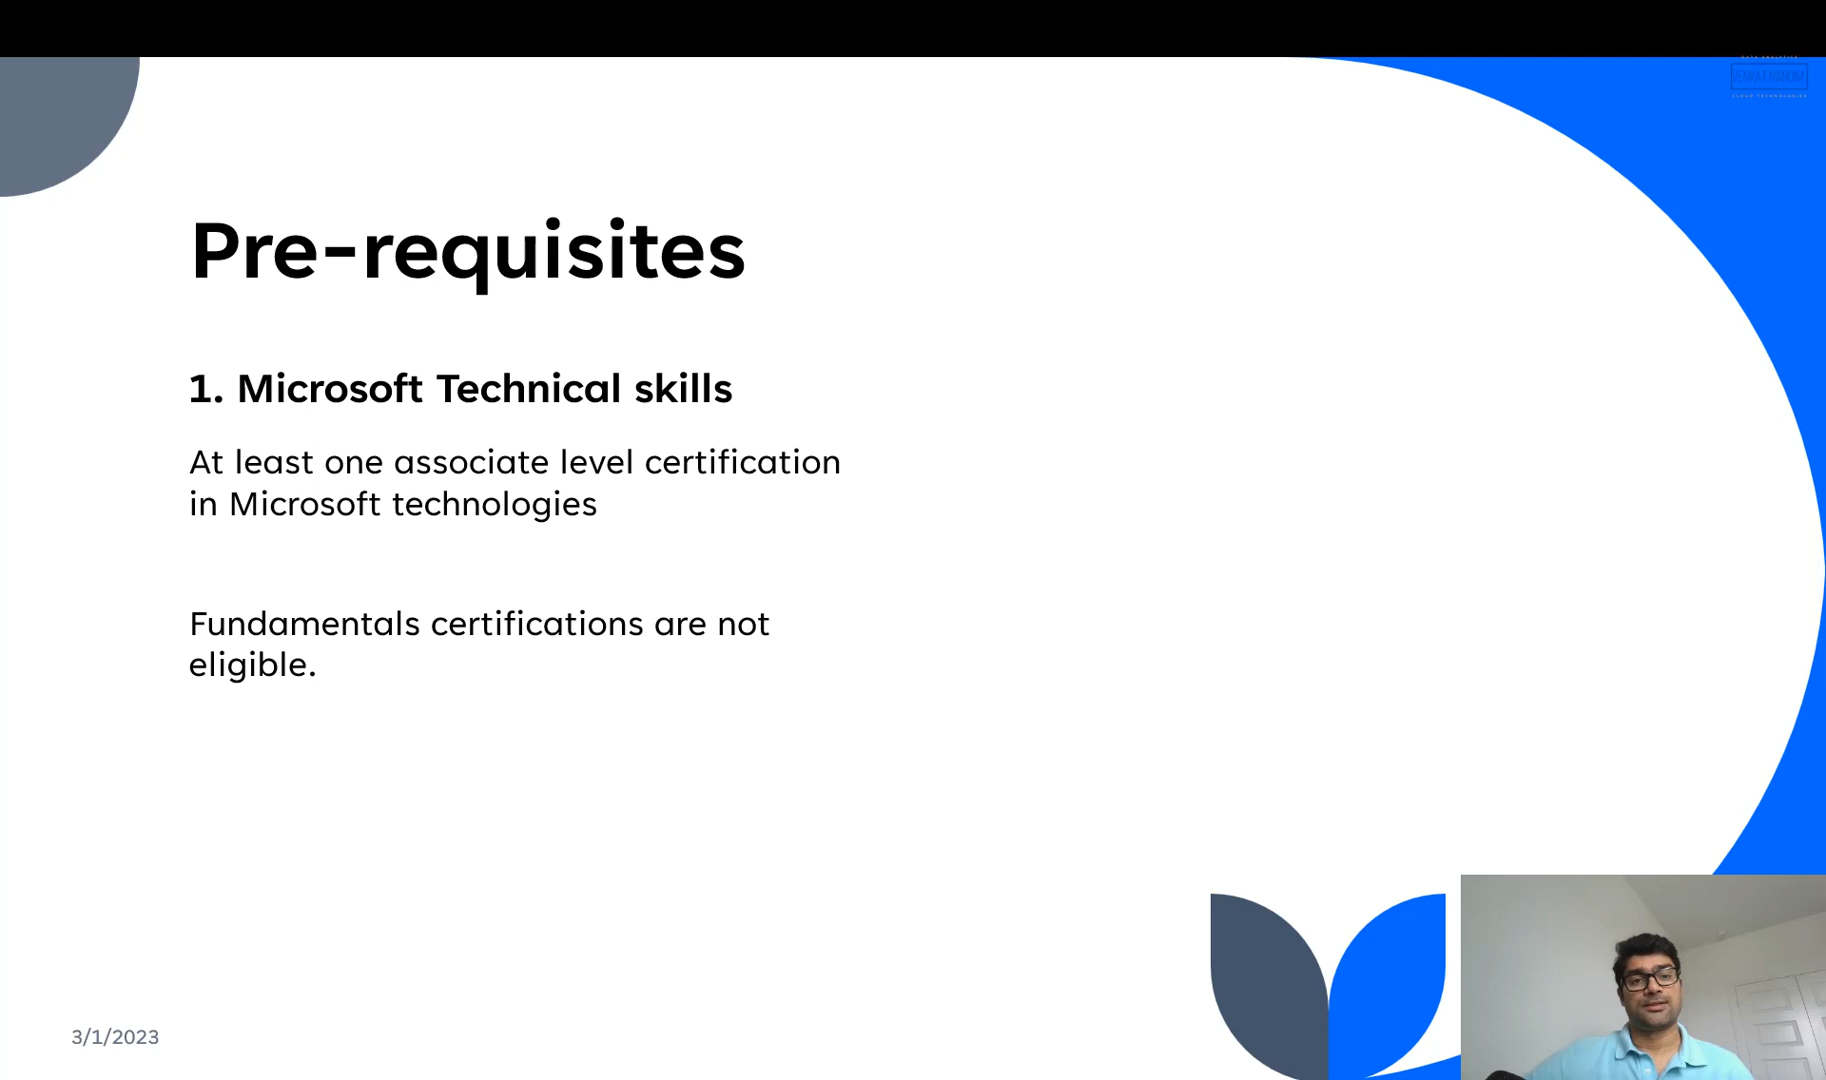 Pre-requisites
1. Microsoft Technical skills
At least one associate level certification
in Microsoft technologies
Fundamentals certifications are not
eligible.
3/1/2023